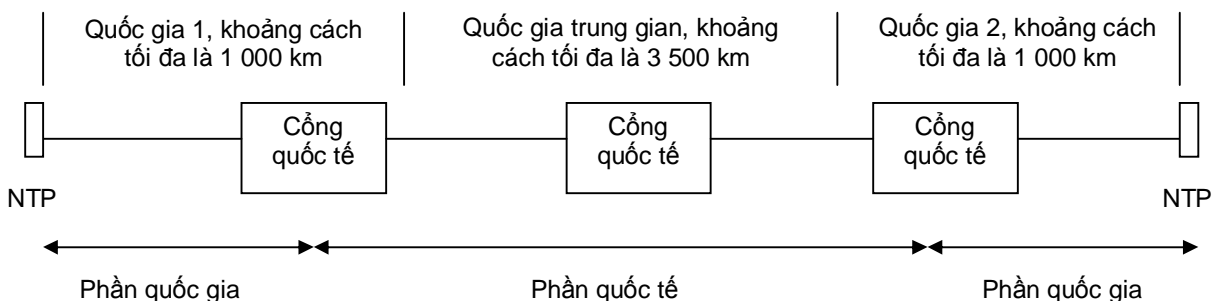 Quốc gia 1, khoảng cách
tối đa là 1 000 km
Quốc gia trung gian, khoảng
cách tối đa là 3 500 km
Quốc gia 2, khoảng cách
tối đa là 1 000 km
Cổng
quốc tế
Cổng
quốc tế
Cổng
quốc tế
NTP
NTP
Phần quốc gia
Phần quốc tế
Phần quốc gia